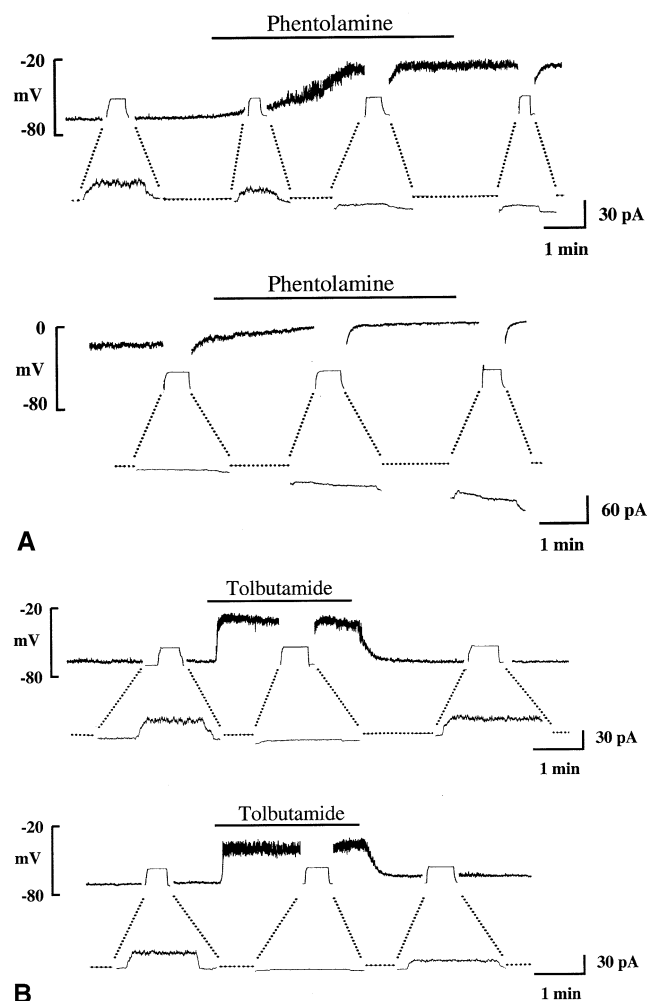 Phentolamine
-20
mV
-80
30 pA
1 min
Phentolamine
0
mV
-80
60 pA
A
1 min
Tolbutamide
-20
mV
-80
30 pA
1 min
Tolbutamide
-20
mV
-80
30 pA
B
1 min